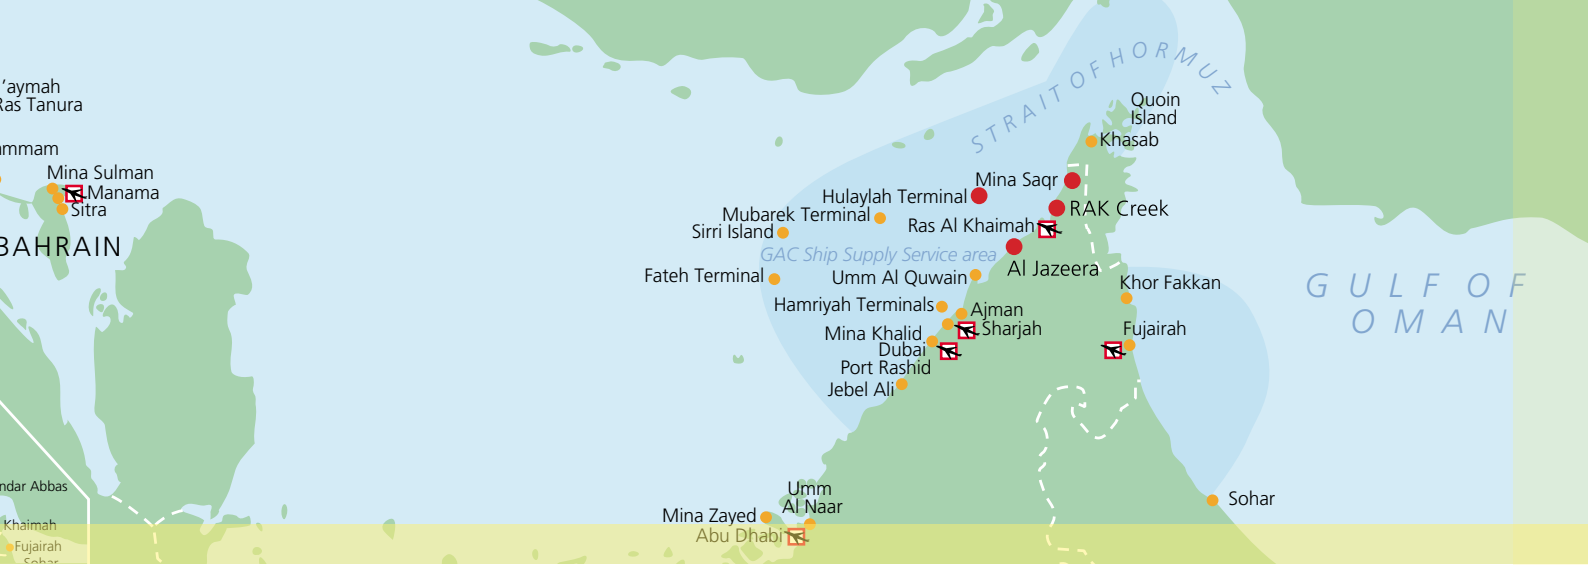 STRAIT OF HORMUZ
'aymah
Ras Tanura
Quoin
Island
Khasab
ammam
Mina Sulman
Manama
Sitra
BAHRAIN
Mina Saqr
Hulaylah Terminal
RAK Creek
Mubarek Terminal
Ras Al Khaimah
Sirri Island
GAC Ship Supply Service area
Al Jazeera
Fateh Terminal
Umm Al Quwain
Khor Fakkan
GULF OF
OMAN
Hamriyah Terminals
Ajman
Sharjah
Mina Khalid
Fujairah
Dubai
Port Rashid
Jebel Ali
ndar Abbas
Umm
Al Naar
Sohar
Mina Zayed
Abu Dhabi
Khaimah
Fujairah
Sohar